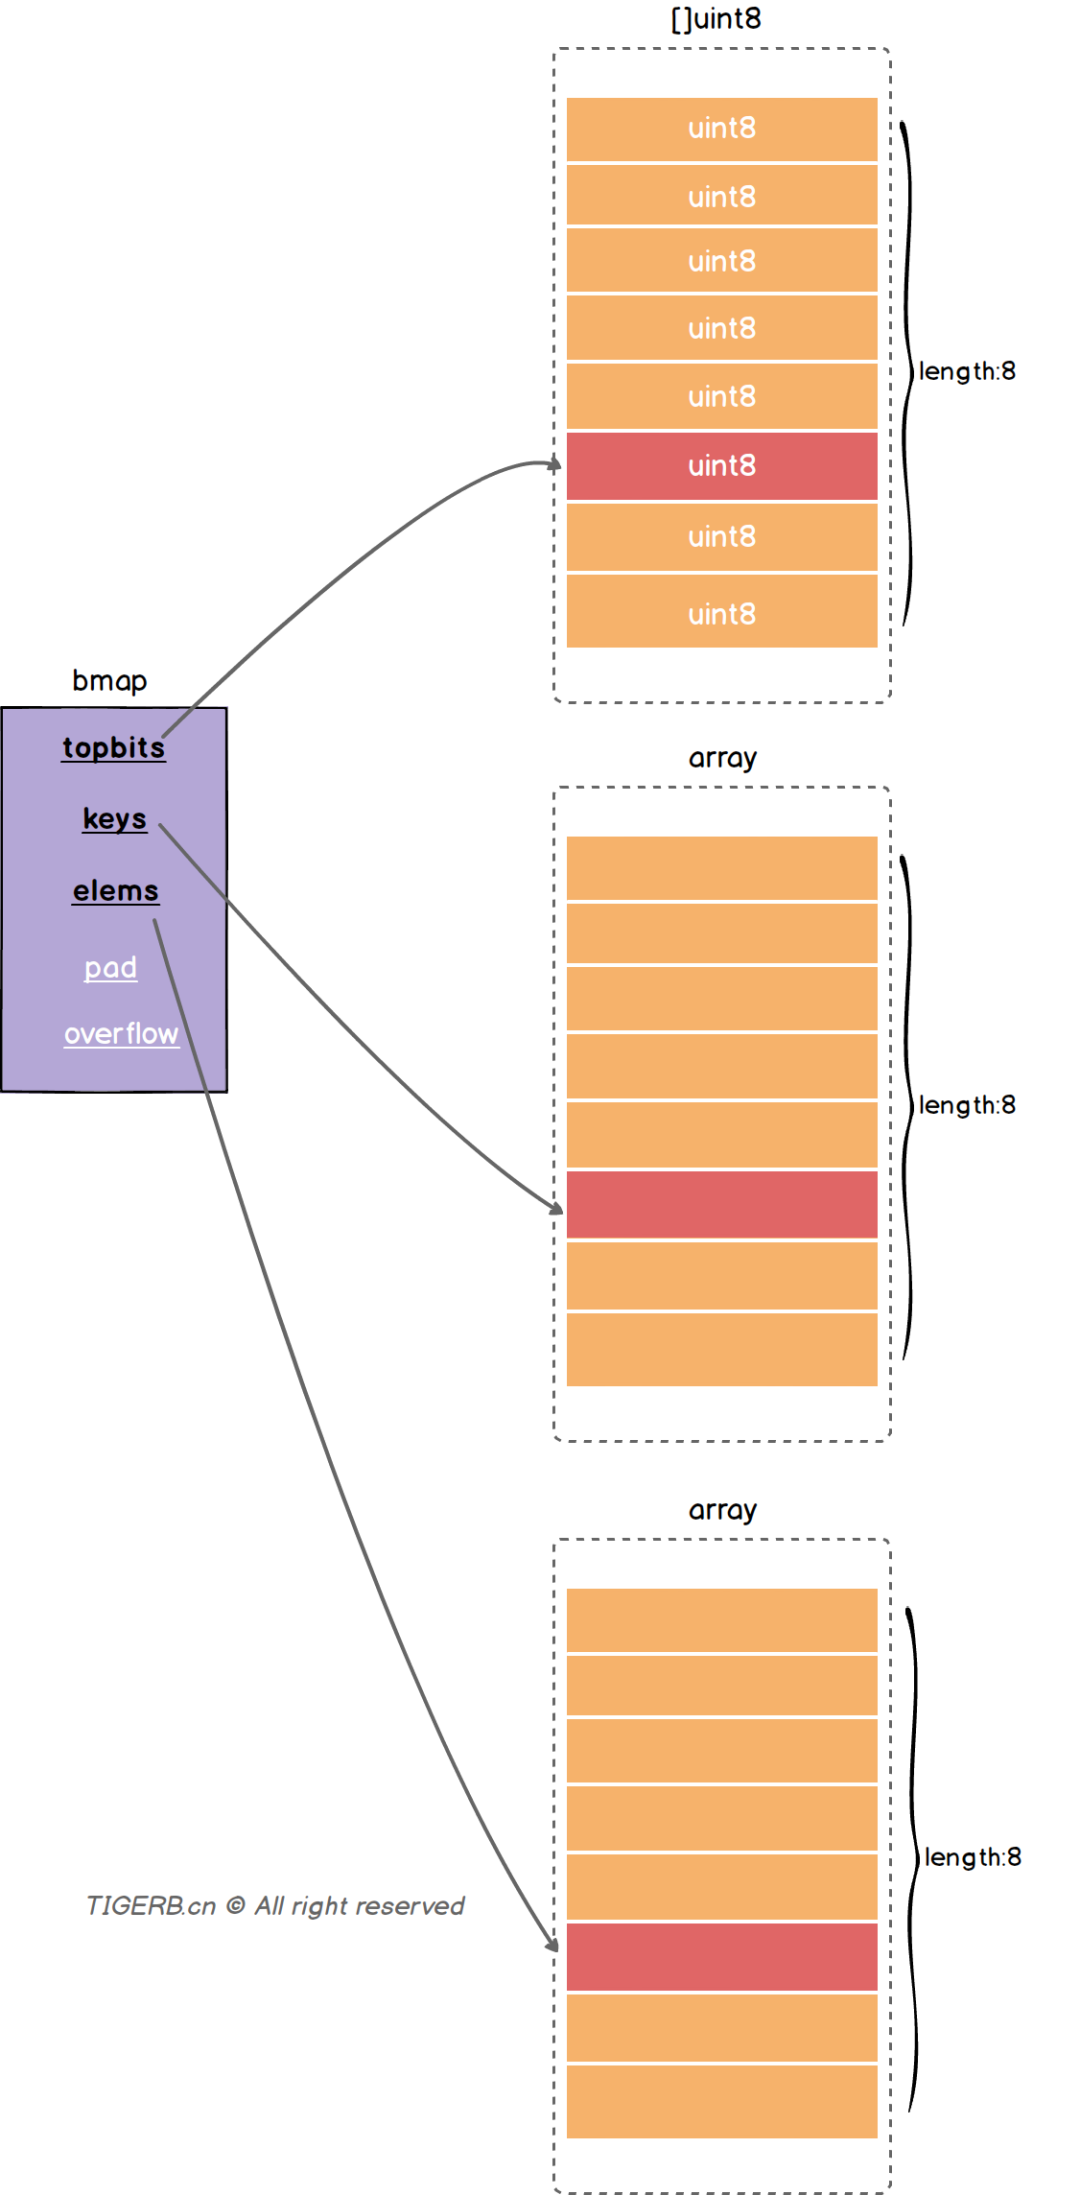 []uint8
uint8
uint8
uint8
uint8
uint8
uint8
uint8
uint8
length:8
bmap
topbits
keys
elems
pad
overflow
array
length:8
array
length:8
TIGERB.cn © All right reserved